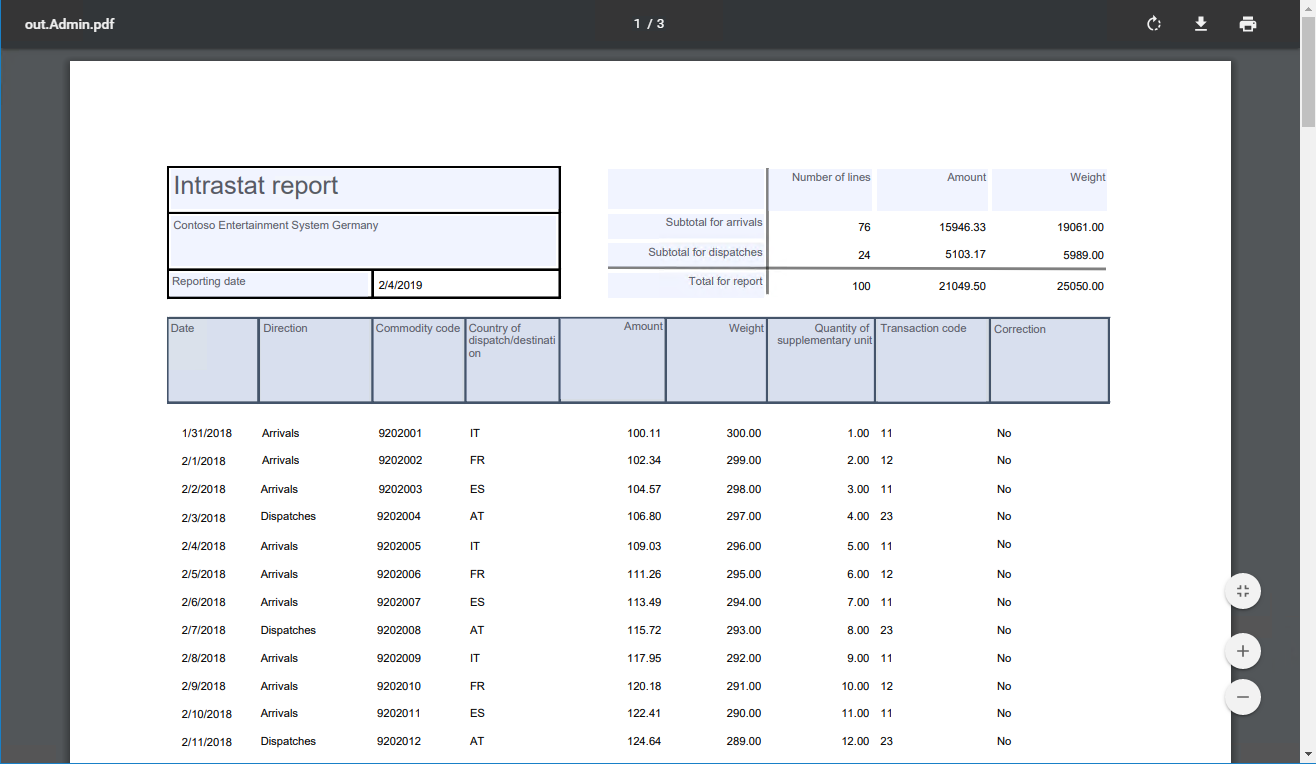 out.Admin.pdf 1 / 3
Intrastat report
Contoso Entertainment System Germany
Reporting date 2/4/2019
Number of lines Amount Weight
Subtotal for arrivals 76 15946.33 19061.00
Subtotal for dispatches 24 5103.17 5989.00
Total for report 100 21049.50 25050.00
Date Direction Commodity code Country of Amount Weight Quantity of Transaction code Correction
dispatch/destinati supplementary unit
on
1/31/2018 Arrivals 9202001 IT 100.11 300.00 1.00 11 No
2/1/2018 Arrivals 9202002 FR 102.34 299.00 2.00 12 No
2/2/2018 Arrivals 9202003 ES 104.57 298.00 3.00 11 No
2/3/2018 Dispatches 9202004 AT 106.80 297.00 4.00 23 No
2/4/2018 Arrivals 9202005 IT 109.03 296.00 5.00 11 No
2/5/2018 Arrivals 9202006 FR 111.26 295.00 6.00 12 No
2/6/2018 Arrivals 9202007 ES 113.49 294.00 7.00 11 No
2/7/2018 Dispatches 9202008 AT 115.72 293.00 8.00 23 No
2/8/2018 Arrivals 9202009 IT 117.95 292.00 9.00 11 No
2/9/2018 Arrivals 9202010 FR 120.18 291.00 10.00 12 No
2/10/2018 Arrivals 9202011 ES 122.41 290.00 11.00 11 No
2/11/2018 Dispatches 9202012 AT 124.64 289.00 12.00 23 No